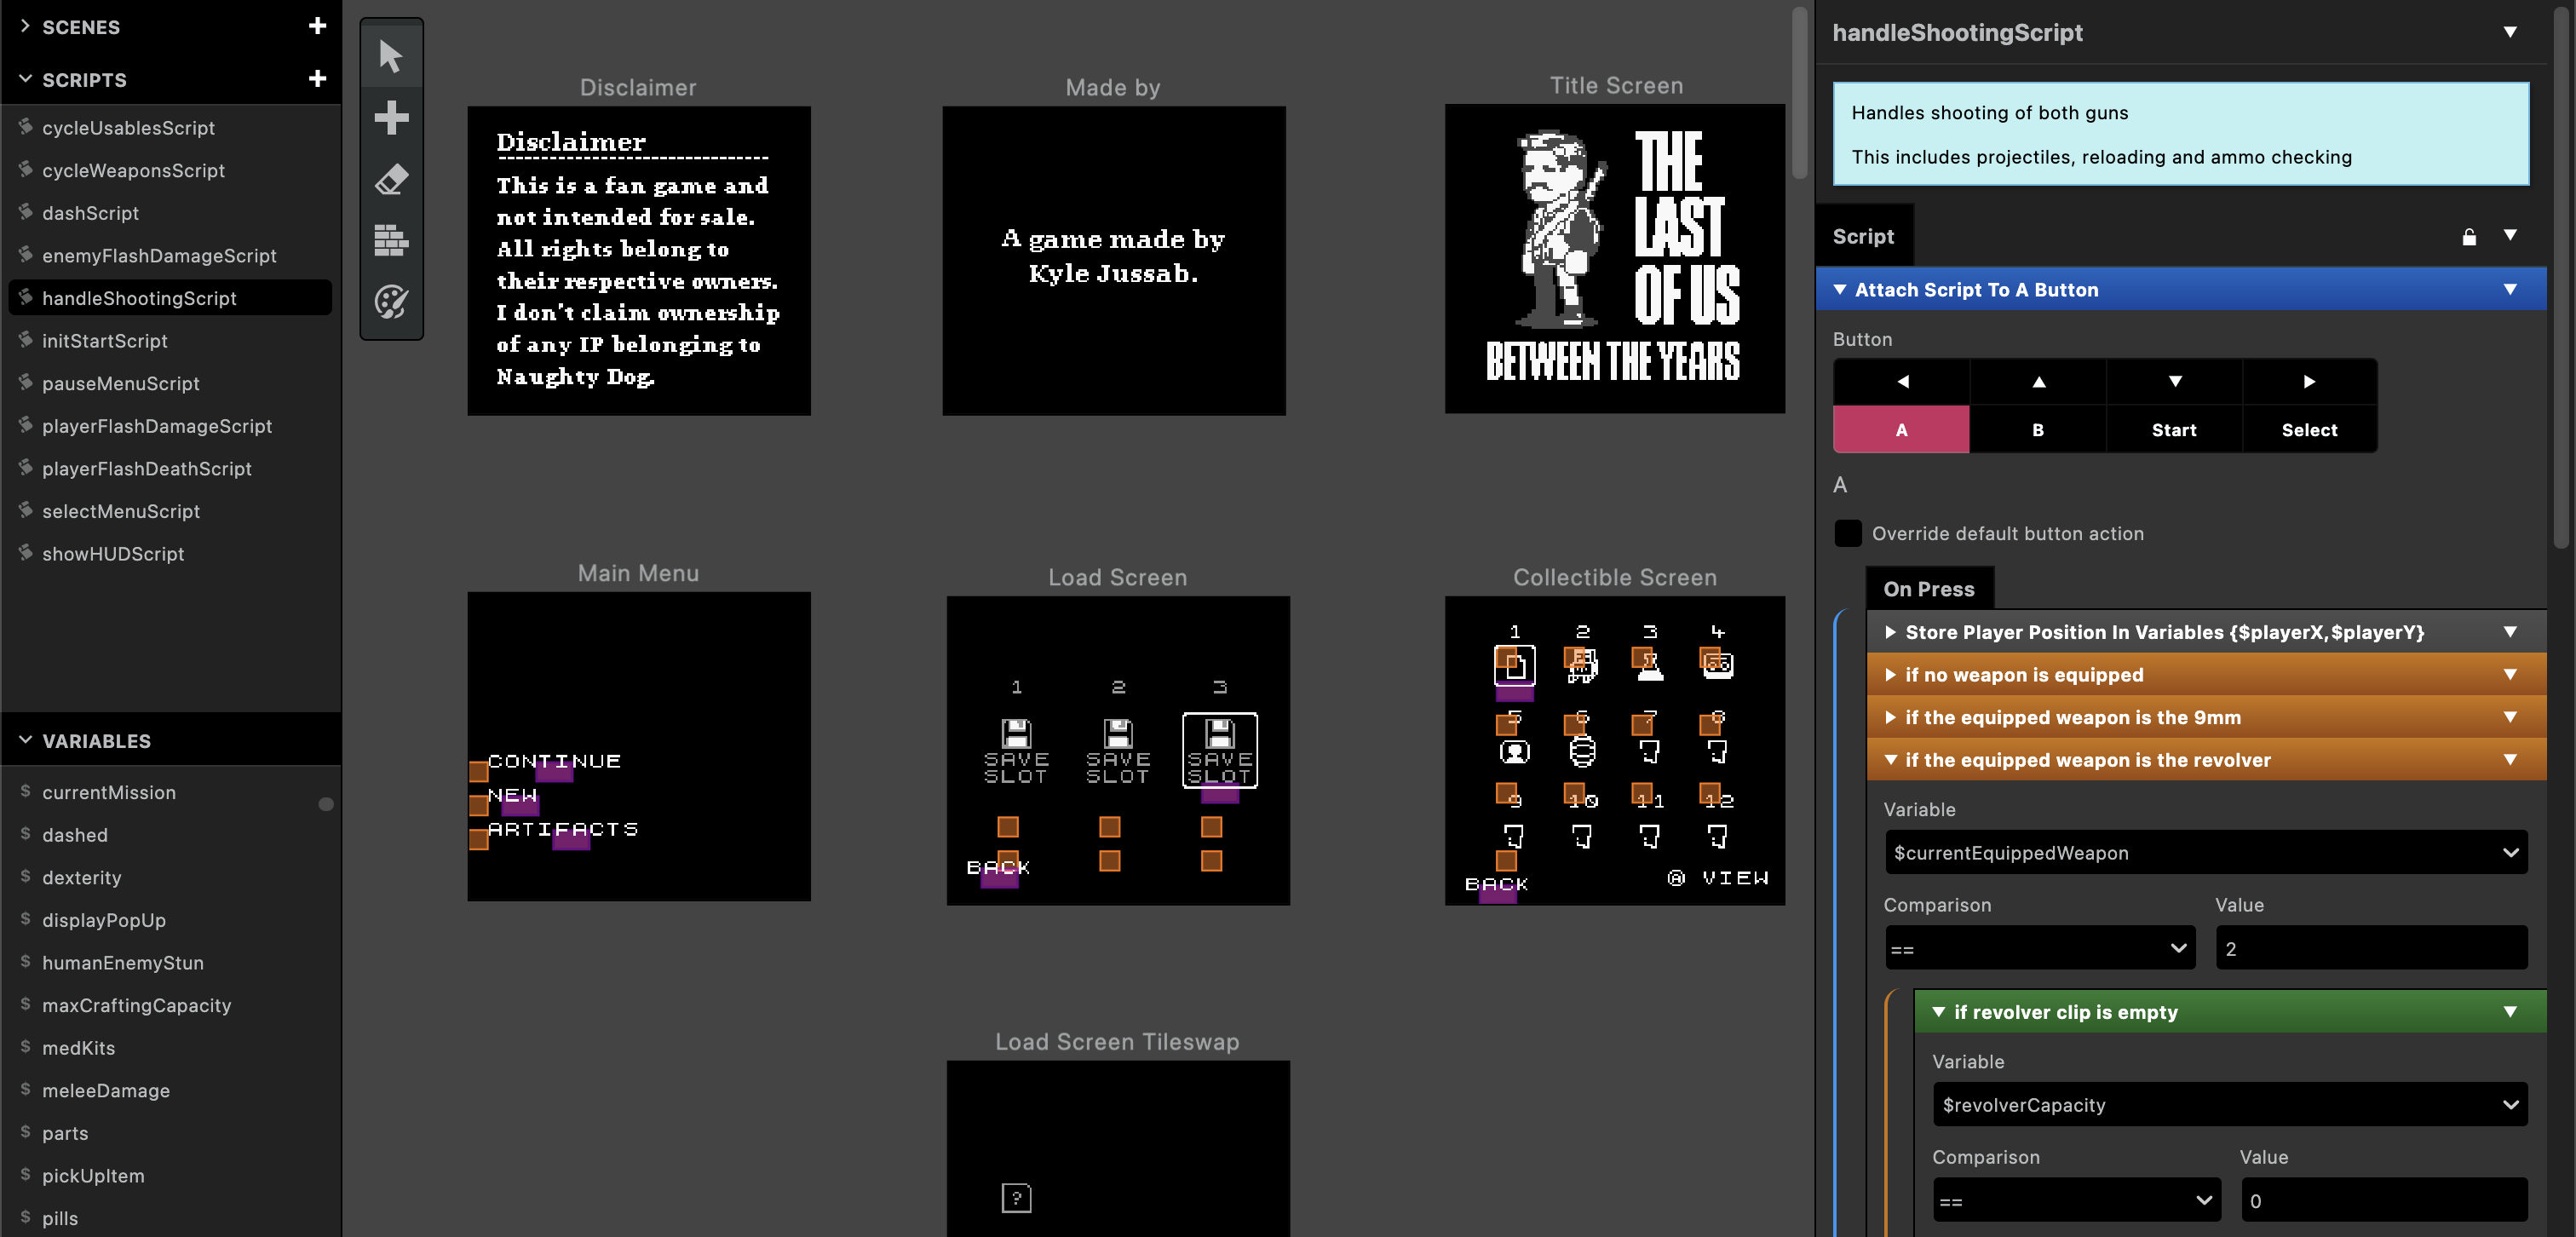 SCENES
SCRIPTS
cycleUsablesScript
cycleWeaponsScript
dashScript
enemyFlashDamageScript
handleShootingScript
initStartScript
pauseMenuScript
playerFlashDamageScript
playerFlashDeathScript
selectMenuScript
showHUDScript
VARIABLES
$ currentMission
$ dashed
$ dexterity
$ displayPopUp
$ humanEnemyStun
$ maxCraftingCapacity
$ medKits
$ meleeDamage
$ parts
$ pickUpItem
$ pills
Disclaimer
Disclaimer
This is a fan game and
not intended for sale.
All rights belong to
their respective owners.
I don't claim ownership
of any IP belonging to
Naughty Dog.
Made by
A game made by
Kyle Jussab.
Title Screen
THE
LAST
OF US
BETWEEN THE YEARS
Main Menu
CONTINUE
NEW
ARTIFACTS
Load Screen
1 2 3
SAVE SAVE SAVE
SLOT SLOT SLOT
BACK
Collectible Screen
1 2 3 4
5 6 7 8
9 10 11 12
BACK
A VIEW
Load Screen Tileswap
?
handleShootingScript
Handles shooting of both guns
This includes projectiles, reloading and ammo checking
Script
Attach Script To A Button
Button
A B Start Select
A
Override default button action
On Press
Store Player Position In Variables {$playerX,$playerY}
if no weapon is equipped
if the equipped weapon is the 9mm
if the equipped weapon is the revolver
Variable
$currentEquippedWeapon
Comparison Value
== 2
if revolver clip is empty
Variable
$revolverCapacity
Comparison Value
== 0